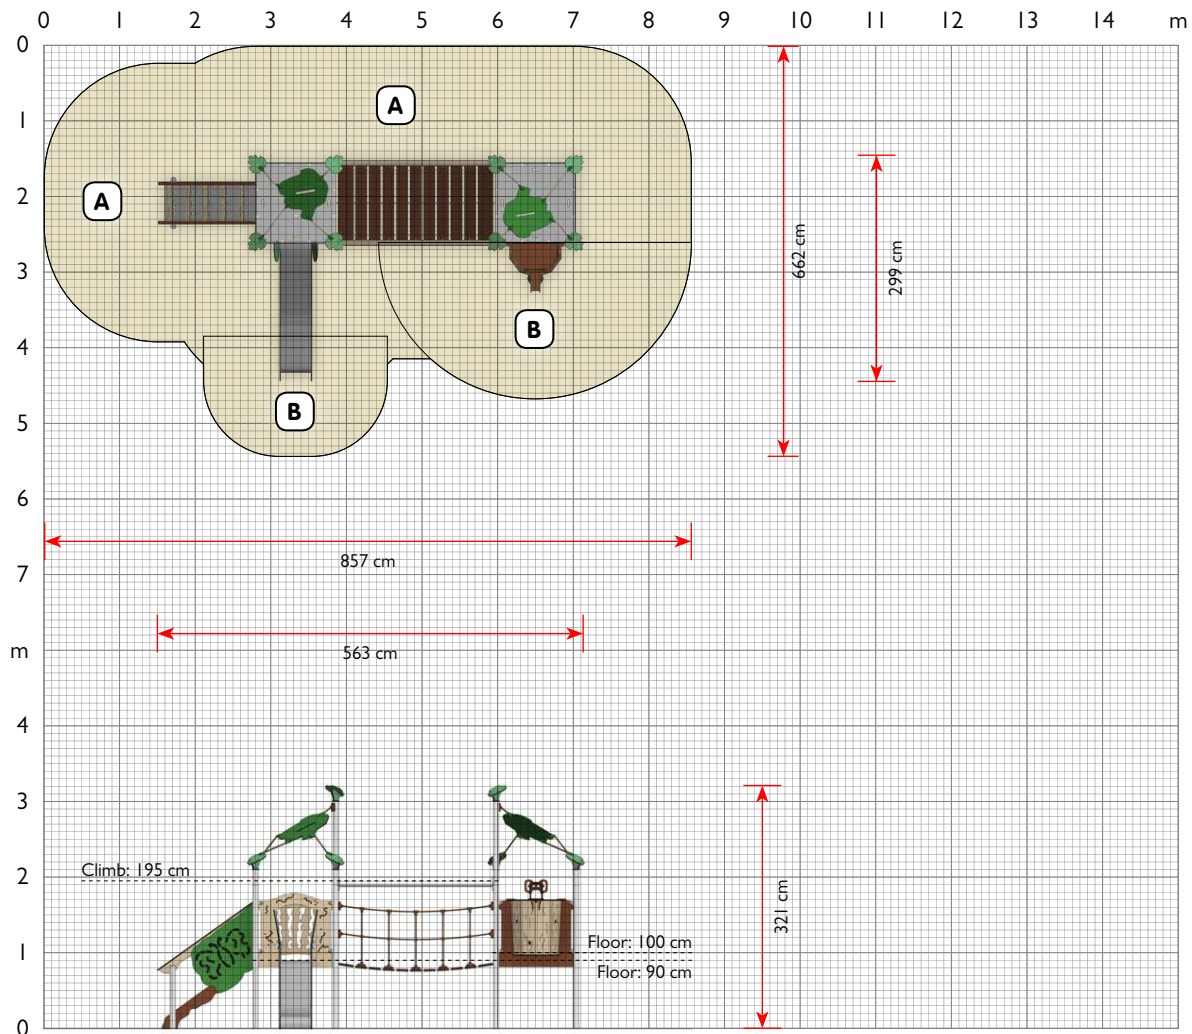 0 1 2 3 4 5 6 7 8 9 10 11 12 13 14 m
0
1
2
3
4
5
6
7
m
4
3
2
1
0
A
A
B
B
662 cm
299 cm
857 cm
563 cm
321 cm
Climb: 195 cm
Floor: 100 cm
Floor: 90 cm